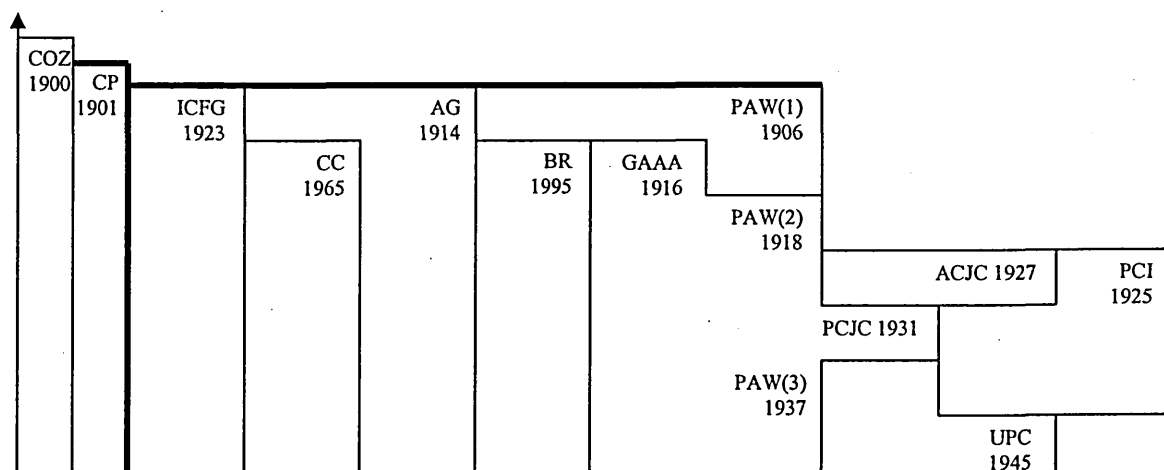 COZ
1900
CP
1901
ICFG
1923
AG
1914
PAW(1)
1906
CC
1965
BR
1995
GAAA
1916
PAW(2)
1918
ACJC 1927
PCI
1925
PCJC 1931
PAW(3)
1937
UPC
1945